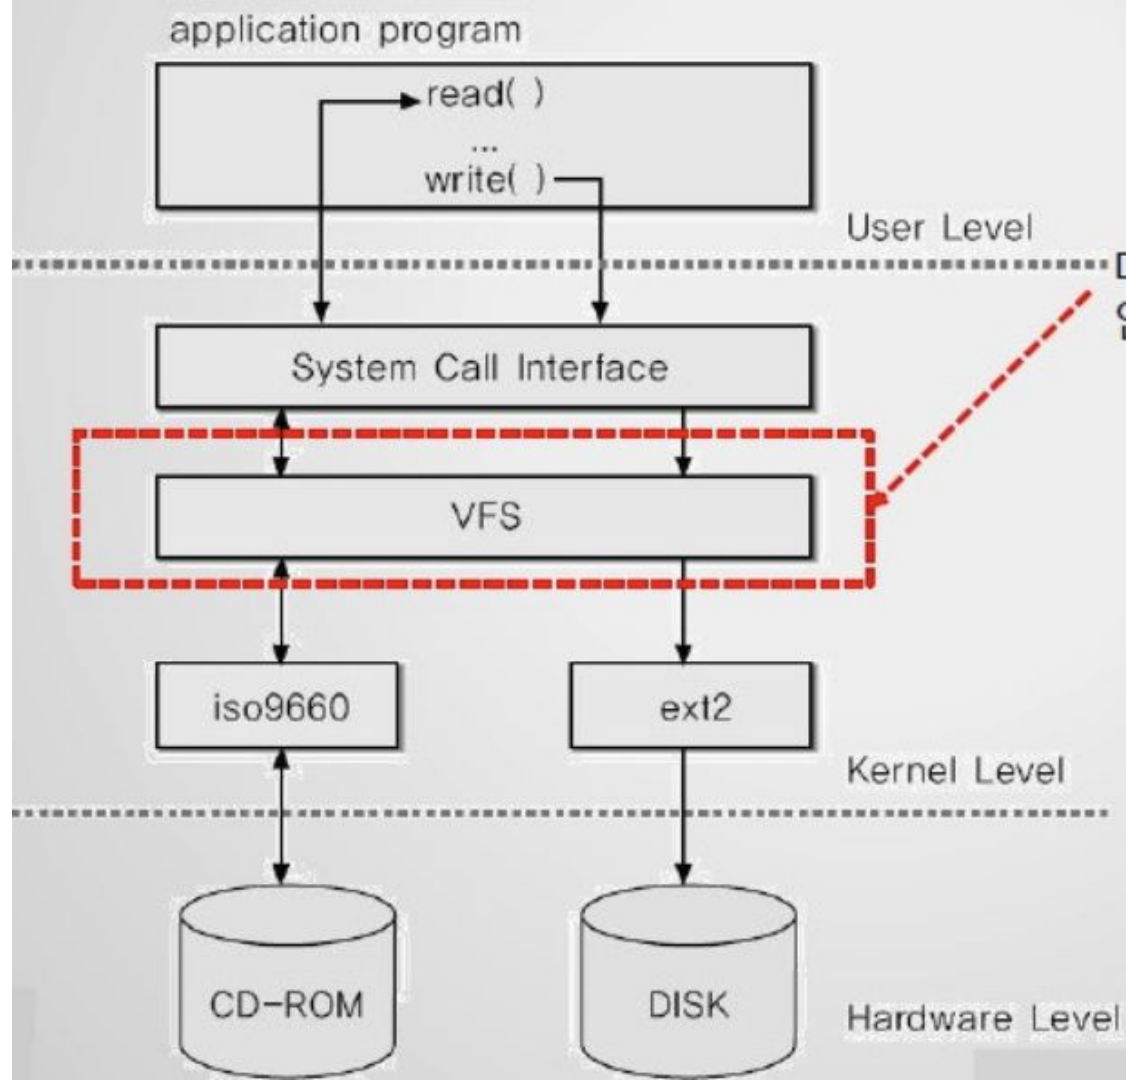 application program
read( )
...
write( )
User Level
System Call Interface
VFS
iso9660
ext2
Kernel Level
CD-ROM
DISK
Hardware Level